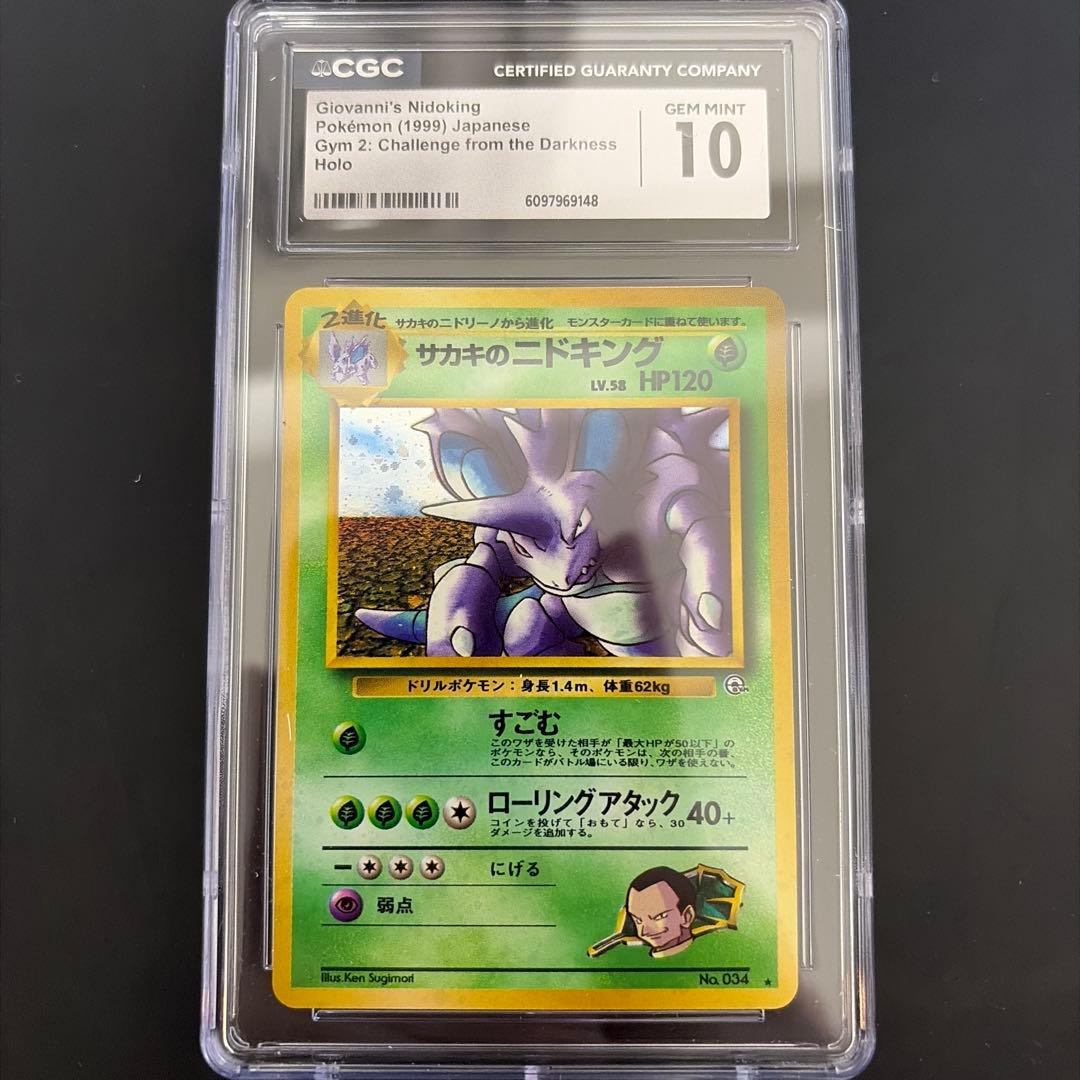 CGC
CERTIFIED GUARANTY COMPANY
Giovanni's Nidoking
Pokémon (1999) Japanese
Gym 2: Challenge from the Darkness
Holo
GEM MINT
10
6097969148
2進化 サカキのニドリーノから進化 モンスターカードに重ねて使います。
サカキのニドキング
LV.58 HP120
ドリルポケモン:身長1.4m、体重62kg
GYM
すごむ
このワザを受けた相手が「最大HPが50以下」の
ポケモンなら、そのポケモンは、次の相手の番、
このカードがバトル場にいる限り、ワザを使えない。
ローリングアタック 40+
コインを投げて「おもて」なら、30
ダメージを追加する。
ー にげる
弱点
Illus.Ken Sugimori
No. 034 ★